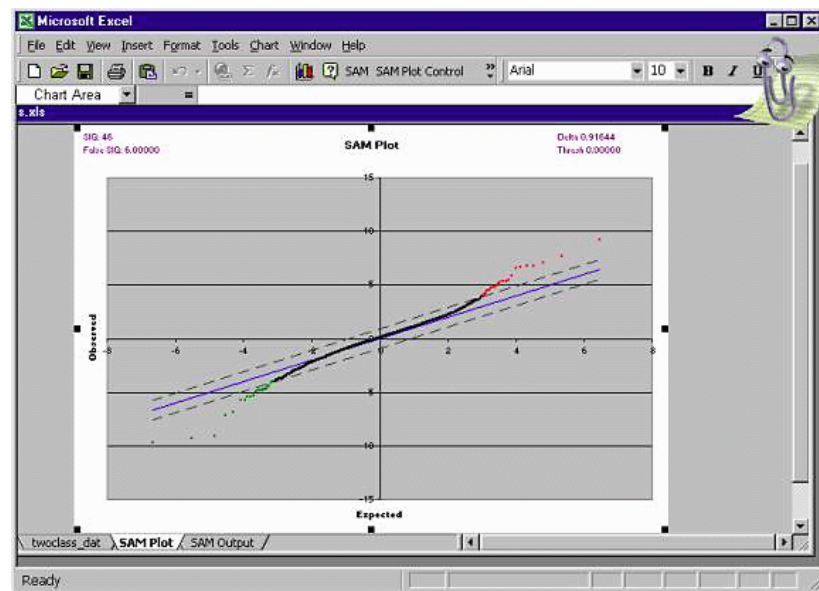 Microsoft Excel
File Edit View Insert Format Tools Chart Window Help
SAM SAM Plot Control » Arial 10 B I U
Chart Area =
s.xls
SIG: 46
False SIG: 6.00000
SAM Plot
Delta 0.91644
Thresh 0.00000
15
10
5
0
-8 -6 -4 -2 0 2 4 6 8
-5
-10
-15
Observed
Expected
twoclass_dat SAM Plot SAM Output
Ready